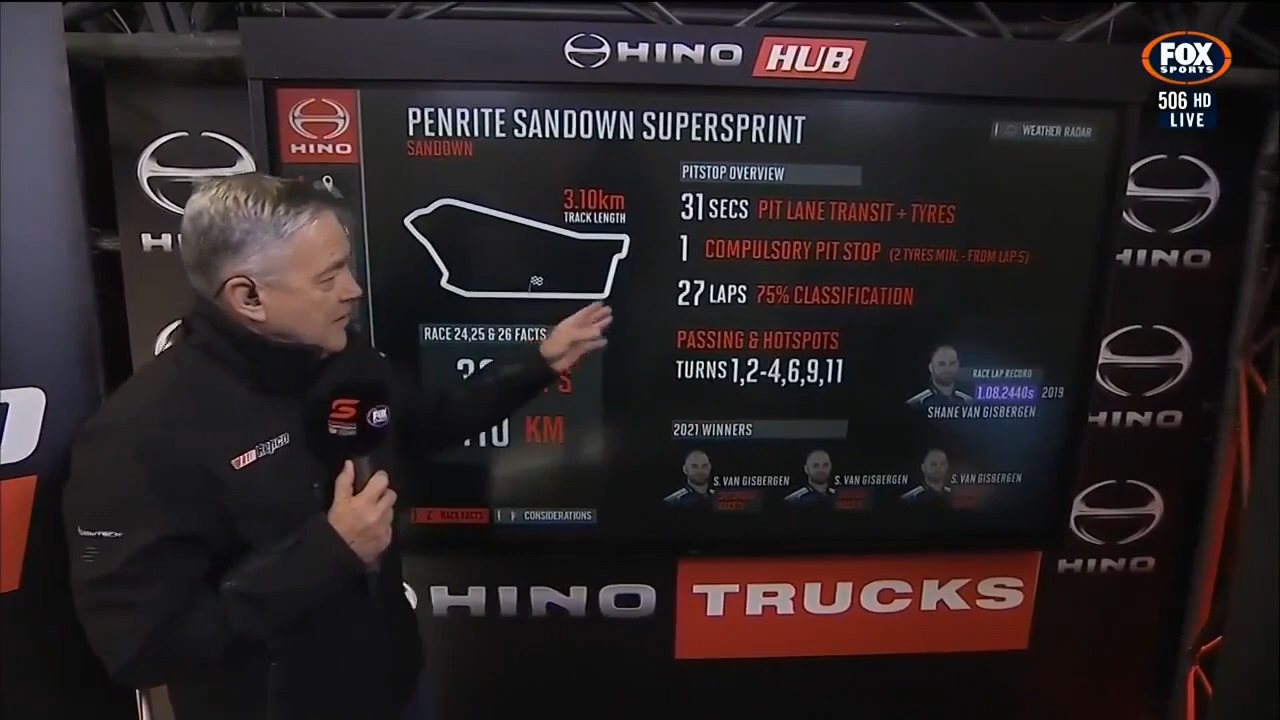 HINO HUB
FOX
SPORTS
506 HD
LIVE
HINO
PENRITE SANDOWN SUPERSPRINT
SANDOWN
WEATHER RADAR
3.10km
TRACK LENGTH
PITSTOP OVERVIEW
31 SECS PIT LANE TRANSIT + TYRES
1 COMPULSORY PIT STOP (2 TYRES MIN. - FROM LAP 5)
27 LAPS 75% CLASSIFICATION
RACE 24,25 & 26 FACTS
KM
PASSING & HOTSPOTS
TURNS 1,2-4,6,9,11
RACE LAP RECORD
1.08.2440s 2019
SHANE VAN GISBERGEN
2021 WINNERS
S. VAN GISBERGEN
S. VAN GISBERGEN
S. VAN GISBERGEN
RACE FACTS
CONSIDERATIONS
Repco
FOX
HINO
HINO
HINO
HINO TRUCKS